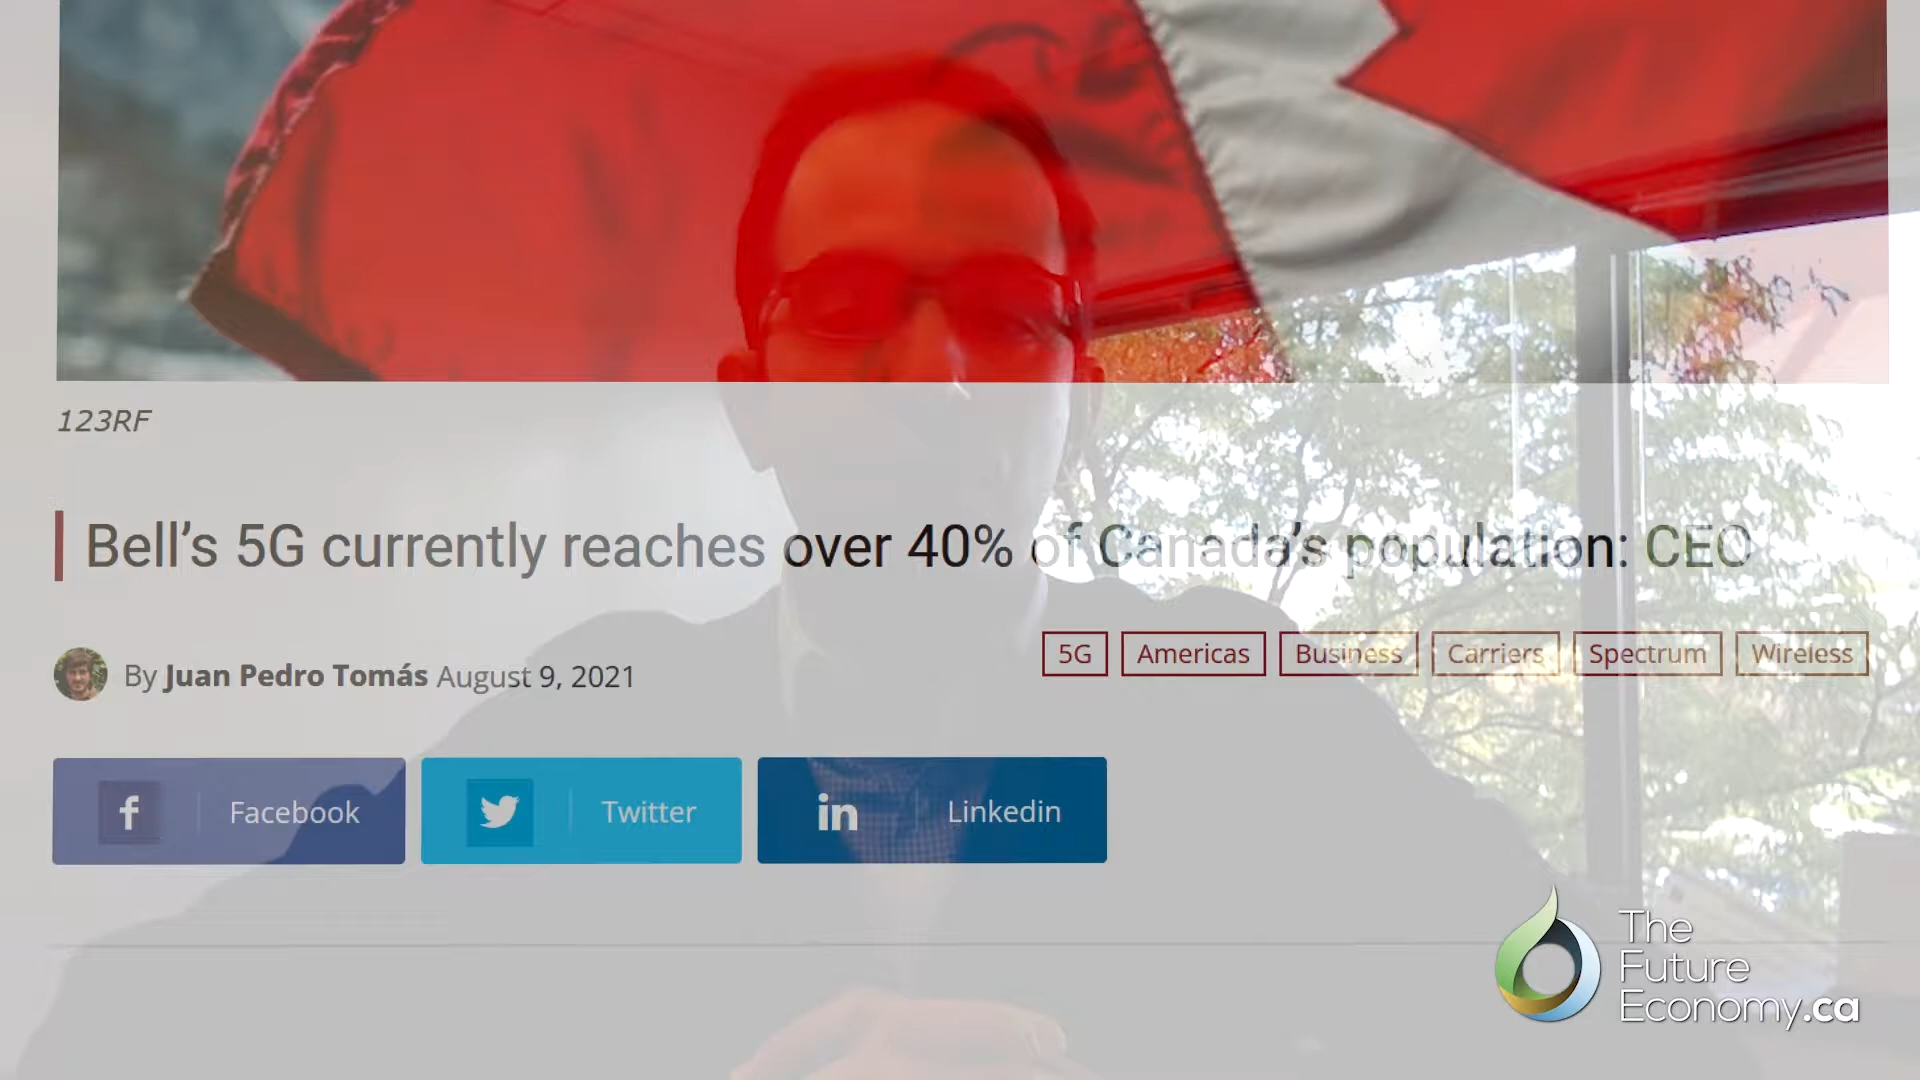 123RF
Bell’s 5G currently reaches over 40% of Canada’s population: CEO
By Juan Pedro Tomás August 9, 2021
5G Americas Business Carriers Spectrum Wireless
f Facebook Twitter in Linkedin
The
Future
Economy.ca